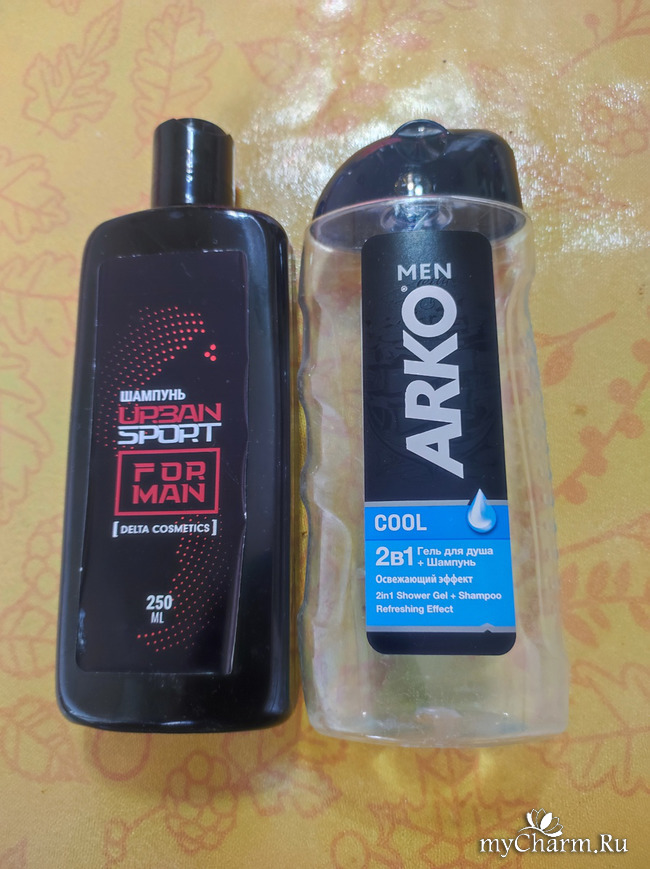 ШАМПУНЬ
URBAN
SPORT
FOR
MAN
[ DELTA COSMETICS ]
250
ML
MEN
ARKO®
COOL
2в1 Гель для душа
+ Шампунь
Освежающий эффект
2in1 Shower Gel + Shampoo
Refreshing Effect
myCharm.Ru